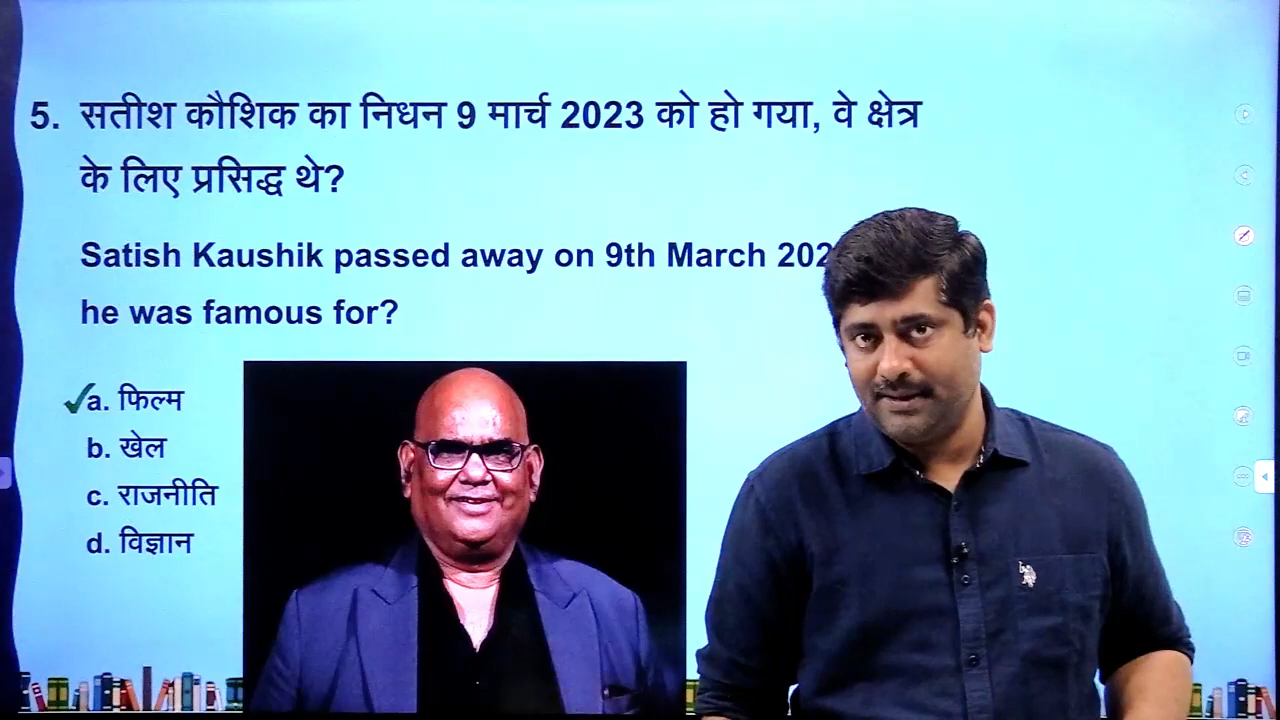 5. सतीश कौशिक का निधन 9 मार्च 2023 को हो गया, वे क्षेत्र
के लिए प्रसिद्ध थे?
Satish Kaushik passed away on 9th March 202
he was famous for?
a. फिल्म
b. खेल
c. राजनीति
d. विज्ञान